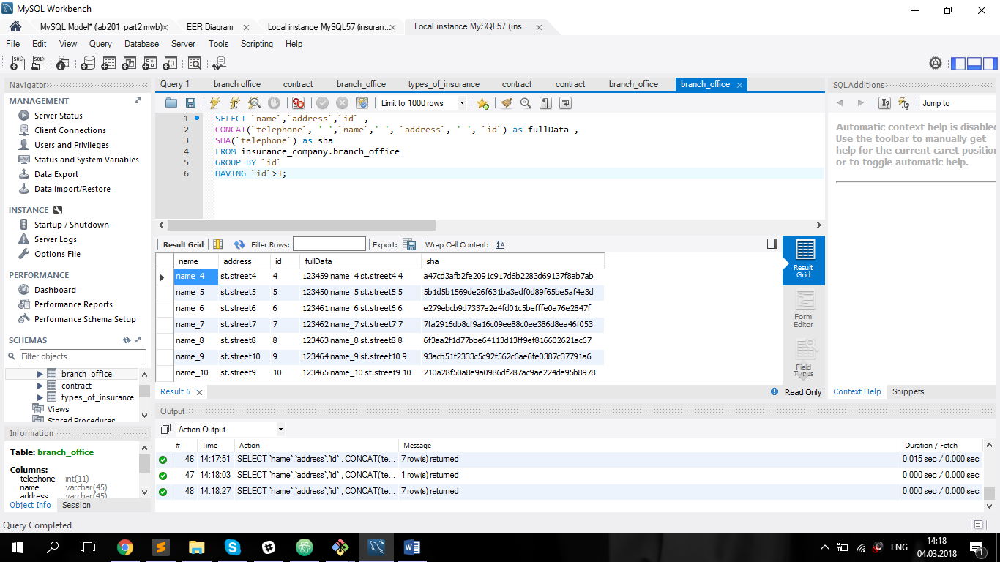 MySQL Workbench
MySQL Model* (lab201_part2.mwb)
EER Diagram
Local instance MySQL57 (insuran...
Local instance MySQL57 (ins...
File Edit View Query Database Server Tools Scripting Help
Navigator
MANAGEMENT
Server Status
Client Connections
Users and Privileges
Status and System Variables
Data Export
Data Import/Restore
INSTANCE
Startup / Shutdown
Server Logs
Options File
PERFORMANCE
Dashboard
Performance Reports
Performance Schema Setup
SCHEMAS
Filter objects
branch_office
contract
types_of_insurance
Views
Stored Procedures
Information
Table: branch_office
Columns:
telephone int(11)
name varchar(45)
address varchar(45)
Object Info Session
Query 1 branch office contract branch_office types_of_insurance contract contract branch_office branch_office
Limit to 1000 rows
1 SELECT `name`,`address`,`id` ,
2 CONCAT(`telephone`, ' ',`name`,' ', `address`, ' ', `id`) as fullData ,
3 SHA(`telephone`) as sha
4 FROM insurance_company.branch_office
5 GROUP BY `id`
6 HAVING `id`>3;
Result Grid Filter Rows: Export: Wrap Cell Content:
name address id fullData sha
name_4 st.street4 4 123459 name_4 st.street4 4 a47cd3afb2fe2091c917d6b2283d69137f8ab7ab
name_5 st.street5 5 123450 name_5 st.street5 5 5b1d5b1569de26f631ba3edf0d89f65be5af4e3d
name_6 st.street6 6 123461 name_6 st.street6 6 e279ebcb9d7337e2e4fd01c5befffe0a76e2847f
name_7 st.street7 7 123462 name_7 st.street7 7 7fa2916db8cf9a16c09ee88c0ee386d8ea46f053
name_8 st.street8 8 123463 name_8 st.street8 8 6f3aa2f1d77bbe64113d13ff9ef816602621ac67
name_9 st.street10 9 123464 name_9 st.street10 9 93acb51f2333c5c92f562c6ae6fe0387c37791a6
name_10 st.street9 10 123465 name_10 st.street9 10 210a28f50a8e9a0986df287ac9ae224de95b8978
Result Grid
Form Editor
Field Types
Result 6
Read Only
SQLAdditions
Jump to
Automatic context help is disabled.
Use the toolbar to manually get
help for the current caret position
or to toggle automatic help.
Context Help Snippets
Output
Action Output
# Time Action Message Duration / Fetch
46 14:17:51 SELECT `name`,`address`,`id` , CONCAT(`te... 7 row(s) returned 0.015 sec / 0.000 sec
47 14:18:03 SELECT `name`,`address`,`id` , CONCAT(`te... 1 row(s) returned 0.000 sec / 0.000 sec
48 14:18:27 SELECT `name`,`address`,`id` , CONCAT(`te... 7 row(s) returned 0.000 sec / 0.000 sec
Query Completed
ENG
14:18
04.03.2018
1